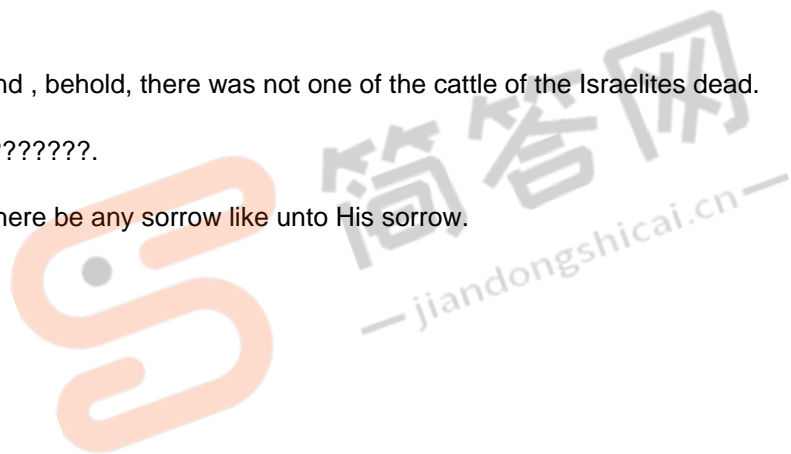 nd , behold, there was not one of the cattle of the Israelites dead.
简答网
???????.
here be any sorrow like unto His sorrow.
jiandongshicai.cn